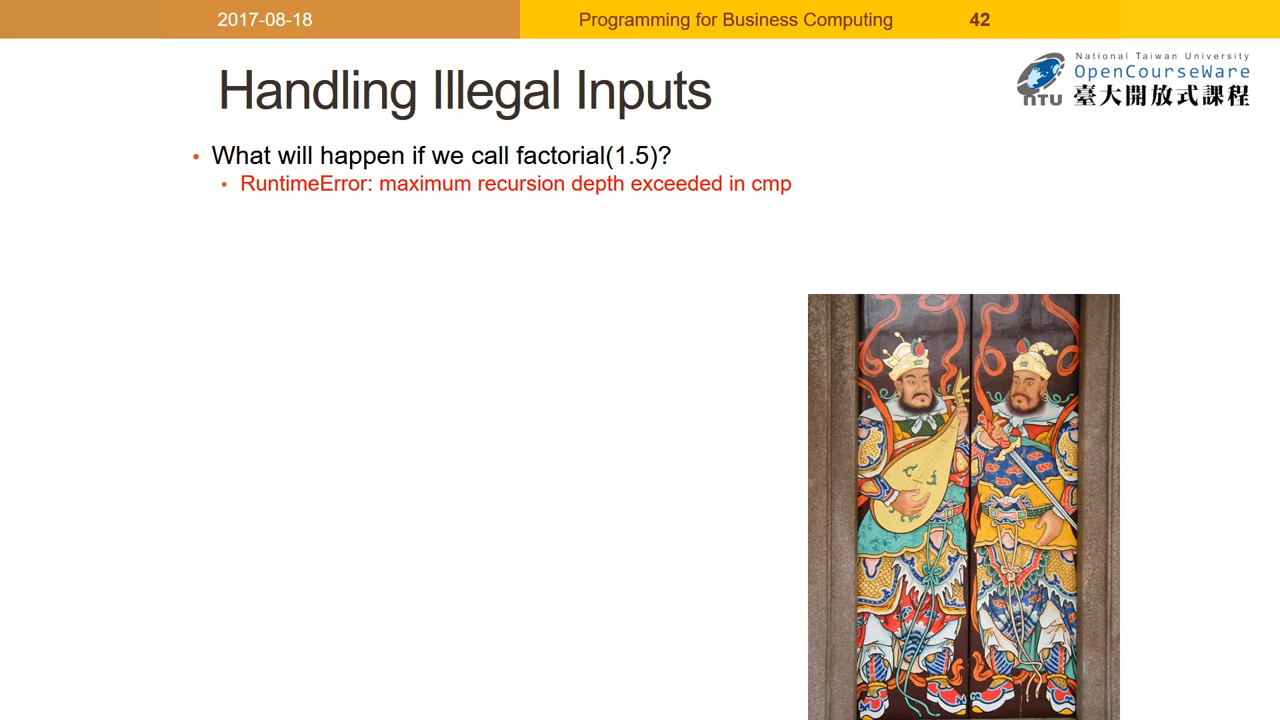 2017-08-18
Programming for Business Computing
42
Handling Illegal Inputs
National Taiwan University
OpenCourseWare
NTU 臺大開放式課程
• What will happen if we call factorial(1.5)?
• RuntimeError: maximum recursion depth exceeded in cmp